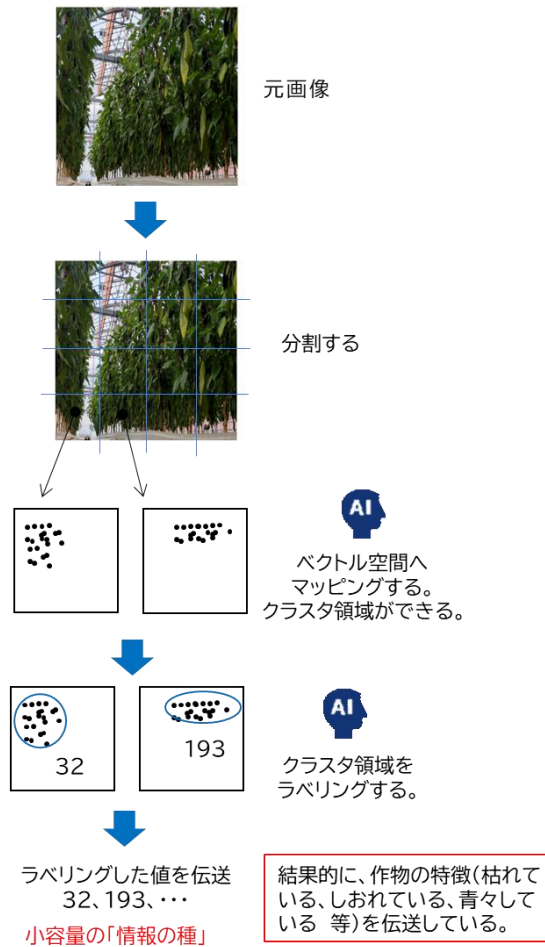 元画像
分割する
AI
ベクトル空間へ
マッピングする。
クラスタ領域ができる。
32
193
AI
クラスタ領域を
ラベリングする。
ラベリングした値を伝送
32、193、・・・
小容量の「情報の種」
結果的に、作物の特徴(枯れて
いる、しおれている、青々して
いる 等)を伝送している。